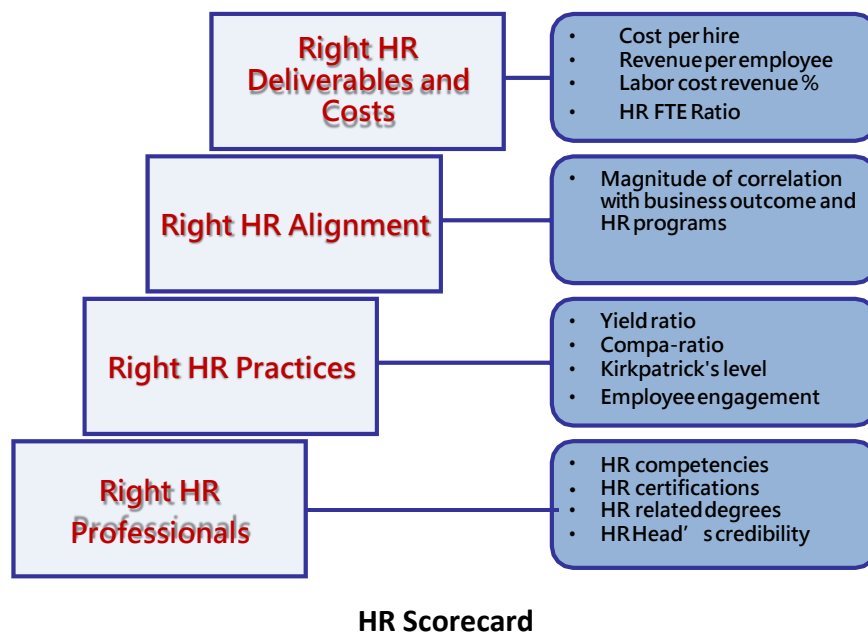 Right HR
Deliverables and
Costs
• Cost per hire
• Revenue per employee
• Labor cost revenue %
• HR FTE Ratio
Right HR Alignment
• Magnitude of correlation
with business outcome and
HR programs
Right HR Practices
• Yield ratio
• Compa-ratio
• Kirkpatrick's level
• Employee engagement
Right HR
Professionals
• HR competencies
• HR certifications
• HR related degrees
• HR Head’s credibility
HR Scorecard